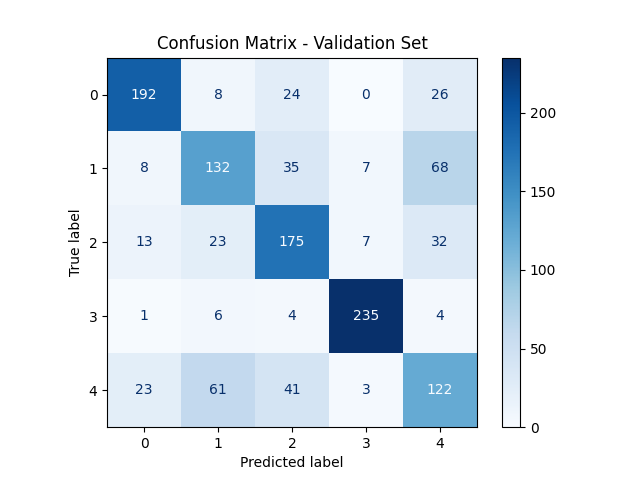 Confusion Matrix - Validation Set
0 192 8 24 0 26
1 8 132 35 7 68
2 13 23 175 7 32
3 1 6 4 235 4
4 23 61 41 3 122
0 1 2 3 4
Predicted label
True label
200
150
100
50
0